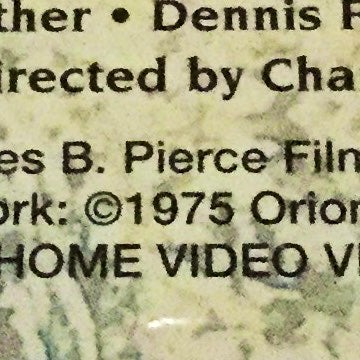 ther • Dennis F
irected by Cha
es B. Pierce Film
ork: ©1975 Orion
HOME VIDEO V